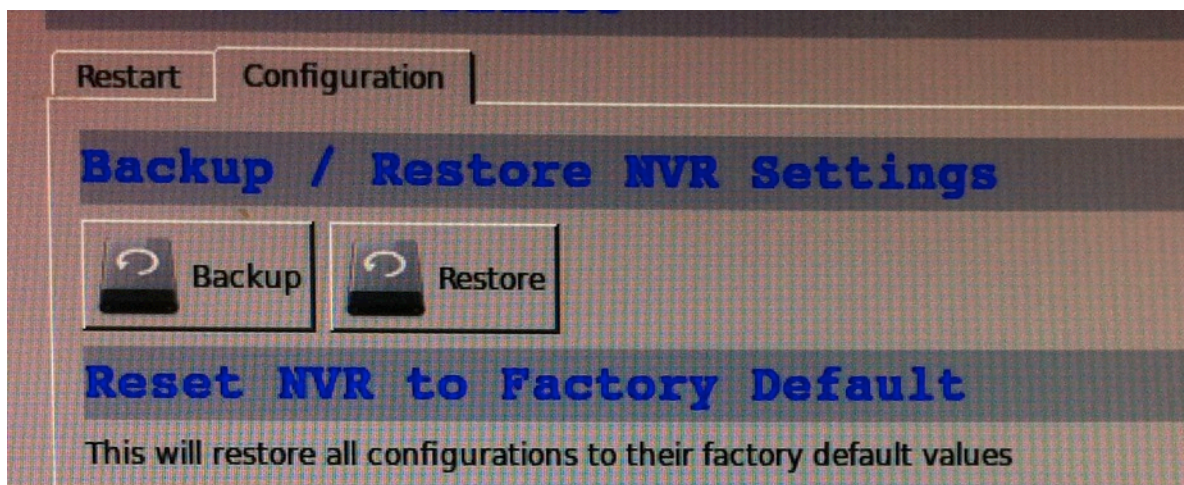 Restart Configuration
Backup / Restore NVR Settings
Backup Restore
Reset NVR to Factory Default
This will restore all configurations to their factory default values